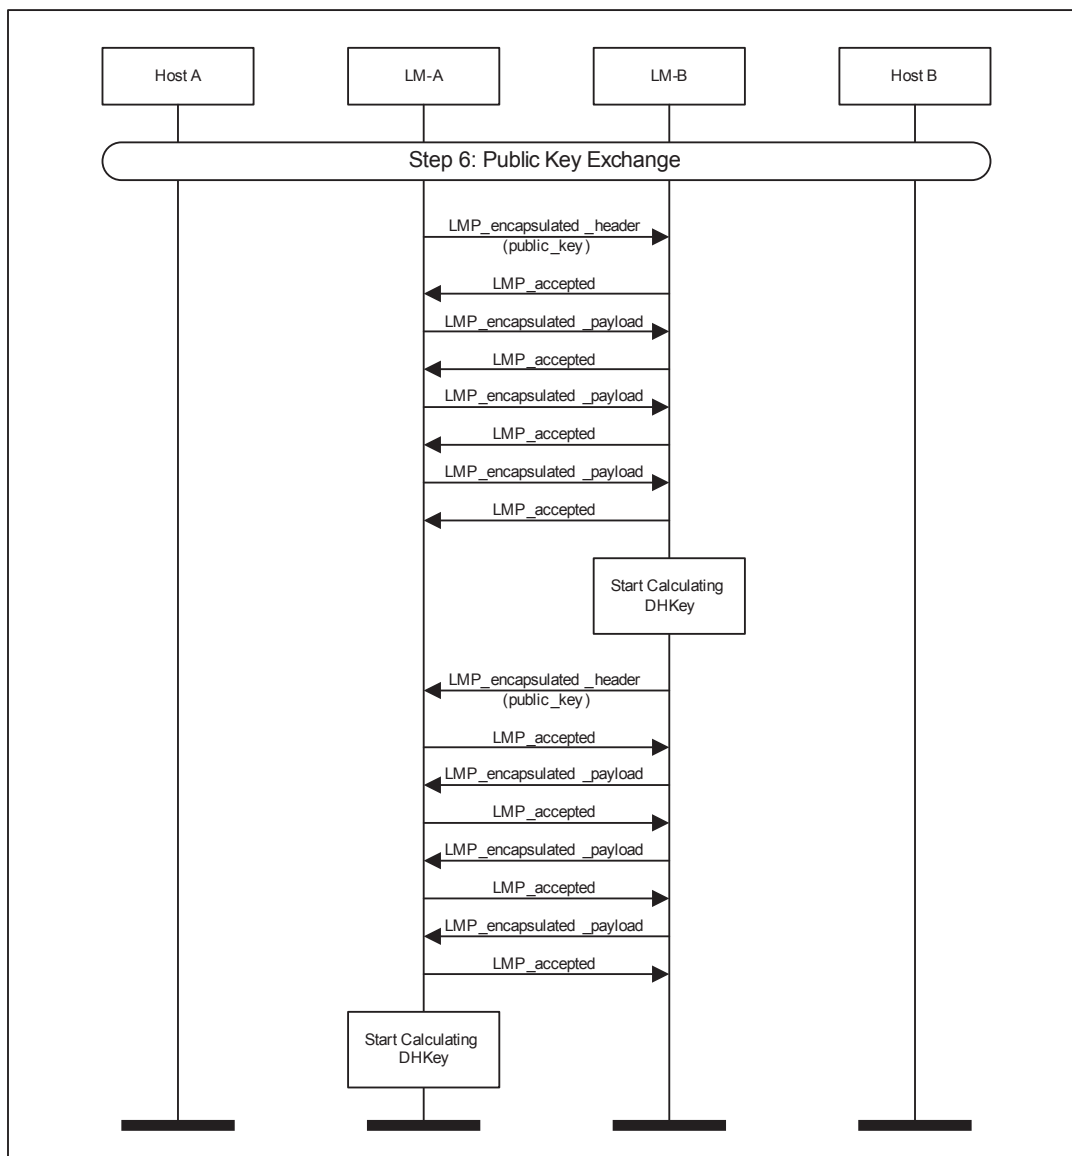 Host A
LM-A
LM-B
Host B
Step 6: Public Key Exchange
LMP_encapsulated _header
(public_key)
LMP_accepted
LMP_encapsulated _payload
LMP_accepted
LMP_encapsulated _payload
LMP_accepted
LMP_encapsulated _payload
LMP_accepted
Start Calculating
DHKey
LMP_encapsulated _header
(public_key)
LMP_accepted
LMP_encapsulated _payload
LMP_accepted
LMP_encapsulated _payload
LMP_accepted
LMP_encapsulated _payload
LMP_accepted
Start Calculating
DHKey